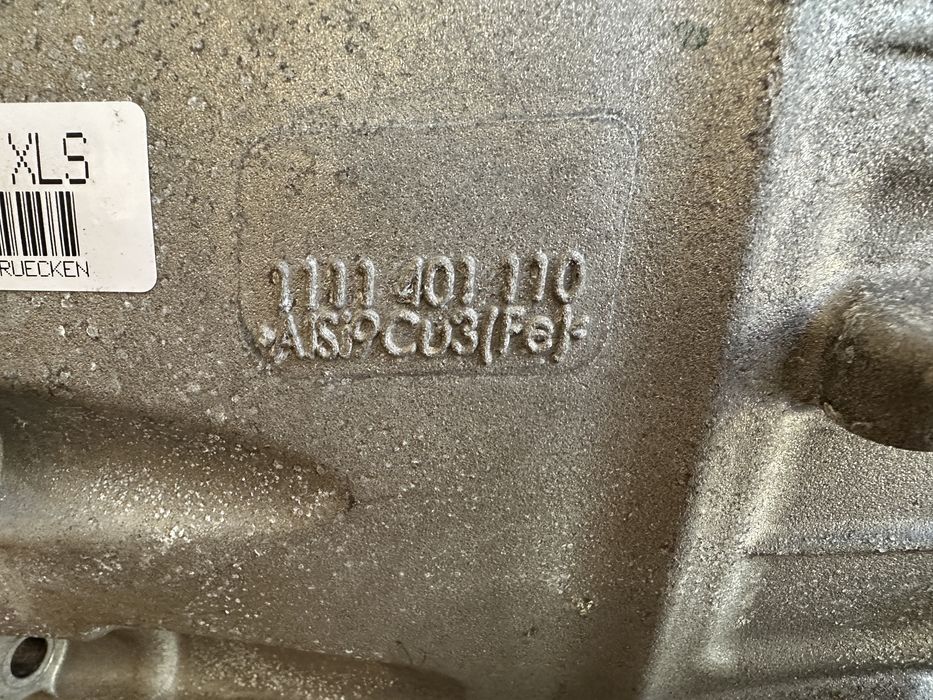 XLS
RUECKEN
1111 401 110
>AlSi9Cu3(Fe)<